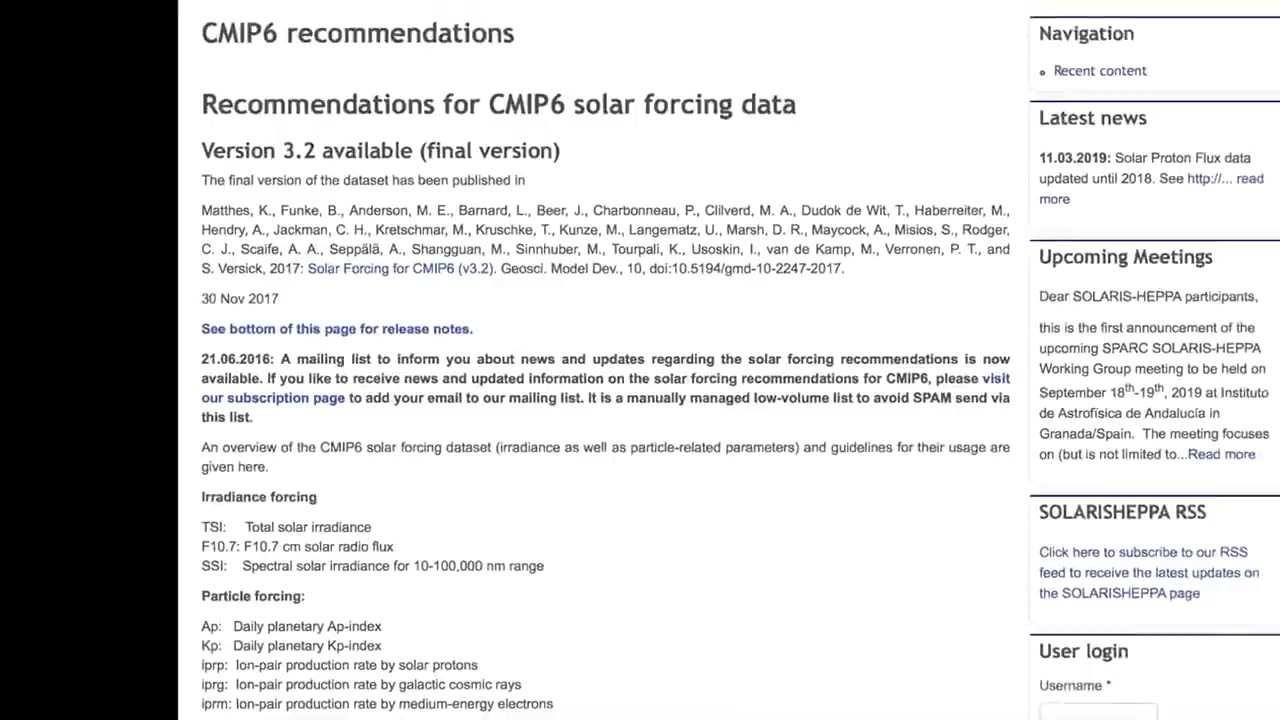 CMIP6 recommendations
Recommendations for CMIP6 solar forcing data
Version 3.2 available (final version)
The final version of the dataset has been published in
Matthes, K., Funke, B., Anderson, M. E., Barnard, L., Beer, J., Charbonneau, P., Clilverd, M. A., Dudok de Wit, T., Haberreiter, M.,
Hendry, A., Jackman, C. H., Kretschmar, M., Kruschke, T., Kunze, M., Langematz, U., Marsh, D. R., Maycock, A., Misios, S., Rodger,
C. J., Scaife, A. A., Seppälä, A., Shangguan, M., Sinnhuber, M., Tourpali, K., Usoskin, I., van de Kamp, M., Verronen, P. T., and
S. Versick, 2017: Solar Forcing for CMIP6 (v3.2). Geosci. Model Dev., 10, doi:10.5194/gmd-10-2247-2017.
30 Nov 2017
See bottom of this page for release notes.
21.06.2016: A mailing list to inform you about news and updates regarding the solar forcing recommendations is now
available. If you like to receive news and updated information on the solar forcing recommendations for CMIP6, please visit
our subscription page to add your email to our mailing list. It is a manually managed low-volume list to avoid SPAM send via
this list.
An overview of the CMIP6 solar forcing dataset (irradiance as well as particle-related parameters) and guidelines for their usage are
given here.
Irradiance forcing
TSI: Total solar irradiance
F10.7: F10.7 cm solar radio flux
SSI: Spectral solar irradiance for 10-100,000 nm range
Particle forcing:
Ap: Daily planetary Ap-index
Kp: Daily planetary Kp-index
iprp: Ion-pair production rate by solar protons
iprg: Ion-pair production rate by galactic cosmic rays
iprm: Ion-pair production rate by medium-energy electrons
Navigation
Recent content
Latest news
11.03.2019: Solar Proton Flux data
updated until 2018. See http://... read
more
Upcoming Meetings
Dear SOLARIS-HEPPA participants,
this is the first announcement of the
upcoming SPARC SOLARIS-HEPPA
Working Group meeting to be held on
September 18th-19th, 2019 at Instituto
de Astrofísica de Andalucía in
Granada/Spain. The meeting focuses
on (but is not limited to...Read more
SOLARISHEPPA RSS
Click here to subscribe to our RSS
feed to receive the latest updates on
the SOLARISHEPPA page
User login
Username *